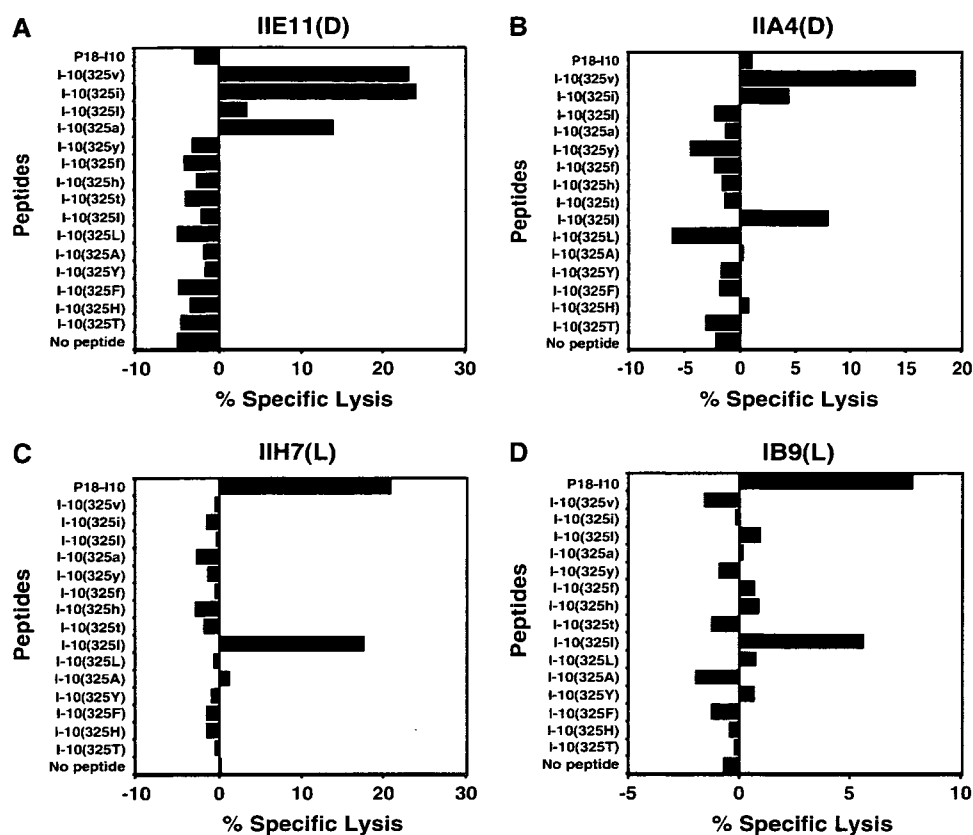 A
IIE11(D)
Peptides
P18-I10
I-10(325v)
I-10(325i)
I-10(325l)
I-10(325a)
I-10(325y)
I-10(325f)
I-10(325h)
I-10(325t)
I-10(325I)
I-10(325L)
I-10(325A)
I-10(325Y)
I-10(325F)
I-10(325H)
I-10(325T)
No peptide
-10 0 10 20 30
% Specific Lysis
B
IIA4(D)
Peptides
P18-I10
I-10(325v)
I-10(325i)
I-10(325l)
I-10(325a)
I-10(325y)
I-10(325f)
I-10(325h)
I-10(325t)
I-10(325I)
I-10(325L)
I-10(325A)
I-10(325Y)
I-10(325F)
I-10(325H)
I-10(325T)
No peptide
-10 -5 0 5 10 15 20
% Specific Lysis
C
IIH7(L)
Peptides
P18-I10
I-10(325v)
I-10(325i)
I-10(325l)
I-10(325a)
I-10(325y)
I-10(325f)
I-10(325h)
I-10(325t)
I-10(325I)
I-10(325L)
I-10(325A)
I-10(325Y)
I-10(325F)
I-10(325H)
I-10(325T)
No peptide
-10 0 10 20 30
% Specific Lysis
D
IB9(L)
Peptides
P18-I10
I-10(325v)
I-10(325i)
I-10(325l)
I-10(325a)
I-10(325y)
I-10(325f)
I-10(325h)
I-10(325t)
I-10(325I)
I-10(325L)
I-10(325A)
I-10(325Y)
I-10(325F)
I-10(325H)
I-10(325T)
No peptide
-5 0 5 10
% Specific Lysis